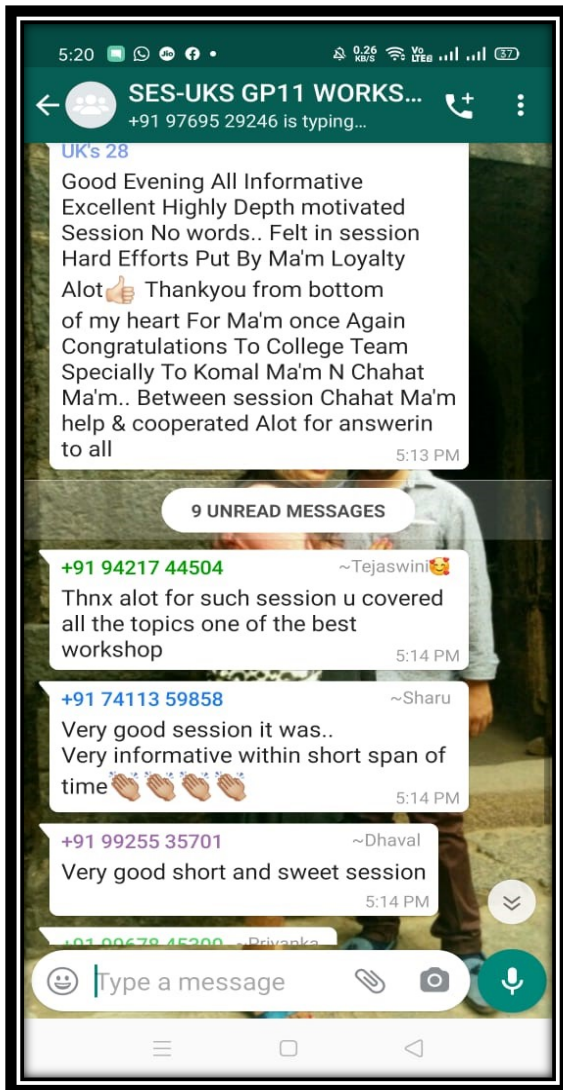 5:20 0.26 KB/S Vo LTE2 37
SES-UKS GP11 WORKS...
+91 97695 29246 is typing...
UK's 28
Good Evening All Informative
Excellent Highly Depth motivated
Session No words.. Felt in session
Hard Efforts Put By Ma'm Loyalty
Alot👍🏻 Thankyou from bottom
of my heart For Ma'm once Again
Congratulations To College Team
Specially To Komal Ma'm N Chahat
Ma'm.. Between session Chahat Ma'm
help & cooperated Alot for answerin
to all
5:13 PM
9 UNREAD MESSAGES
+91 94217 44504 ~Tejaswini🥰
Thnx alot for such session u covered
all the topics one of the best
workshop
5:14 PM
+91 74113 59858 ~Sharu
Very good session it was..
Very informative within short span of
time👏🏼👏🏼👏🏼👏🏼
5:14 PM
+91 99255 35701 ~Dhaval
Very good short and sweet session
5:14 PM
+91 99678 45300 ~Priyanka
Type a message